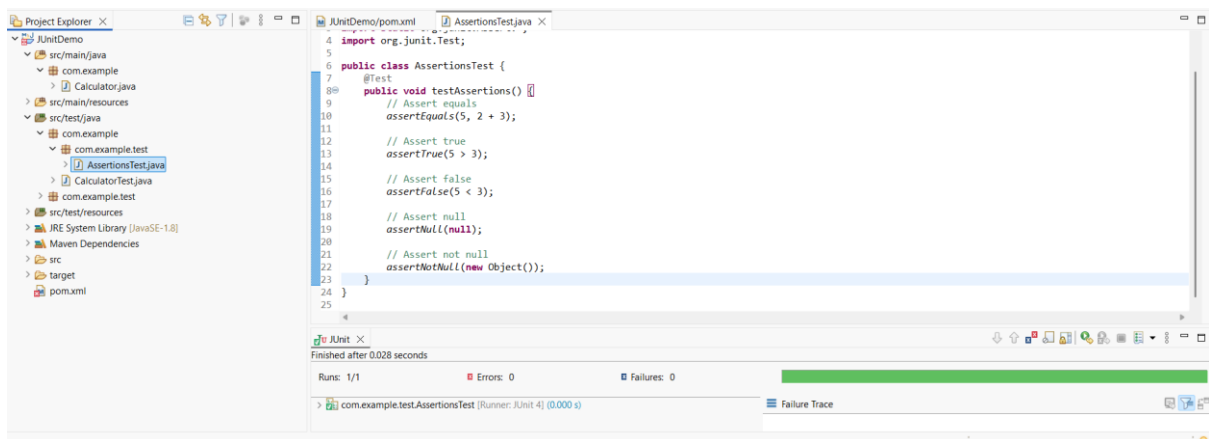 Project Explorer
JUnitDemo
src/main/java
com.example
Calculator.java
src/main/resources
src/test/java
com.example
com.example.test
AssertionsTest.java
CalculatorTest.java
com.example.test
src/test/resources
JRE System Library [JavaSE-1.8]
Maven Dependencies
src
target
pom.xml
JUnitDemo/pom.xml
AssertionsTest.java
4 import org.junit.Test;
5
6 public class AssertionsTest {
7 @Test
8 public void testAssertions() {
9 // Assert equals
10 assertEquals(5, 2 + 3);
11
12 // Assert true
13 assertTrue(5 > 3);
14
15 // Assert false
16 assertFalse(5 < 3);
17
18 // Assert null
19 assertNull(null);
20
21 // Assert not null
22 assertNotNull(new Object());
23 }
24 }
25
JUnit
Finished after 0.028 seconds
Runs: 1/1 Errors: 0 Failures: 0
com.example.test.AssertionsTest [Runner: JUnit 4] (0.000 s)
Failure Trace